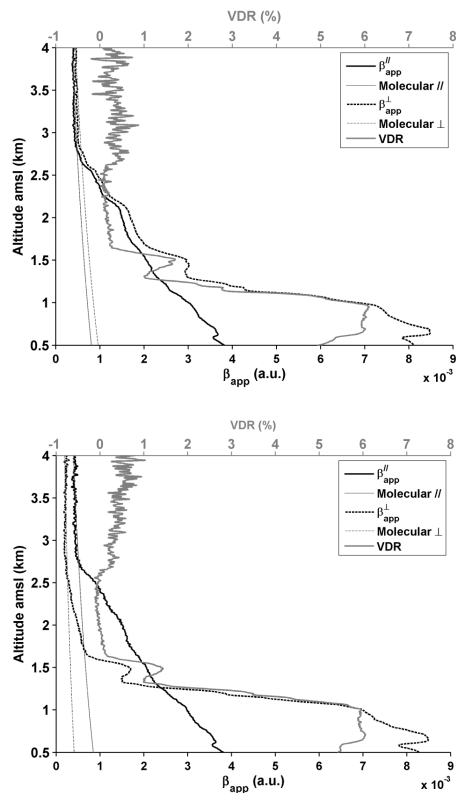 VDR (%)
-1 0 1 2 3 4 5 6 7 8
β//app
Molecular //
β⊥app
Molecular ⊥
VDR
Altitude amsl (km)
4
3.5
3
2.5
2
1.5
1
0.5
0 1 2 3 4 5 6 7 8 9
βapp (a.u.)
x 10-3
VDR (%)
-1 0 1 2 3 4 5 6 7 8
β//app
Molecular //
β⊥app
Molecular ⊥
VDR
Altitude amsl (km)
4
3.5
3
2.5
2
1.5
1
0.5
0 1 2 3 4 5 6 7 8 9
βapp (a.u.)
x 10-3